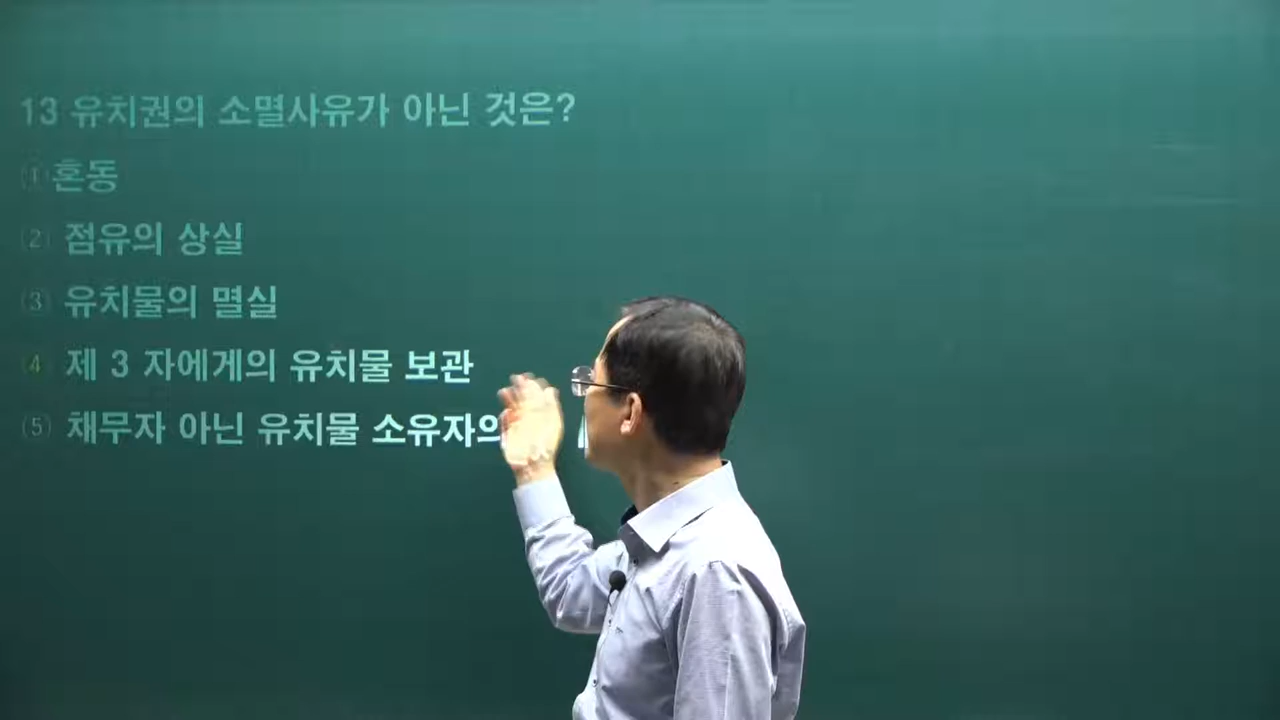 13 유치권의 소멸사유가 아닌 것은?
① 혼동
② 점유의 상실
③ 유치물의 멸실
④ 제 3 자에게의 유치물 보관
⑤ 채무자 아닌 유치물 소유자의